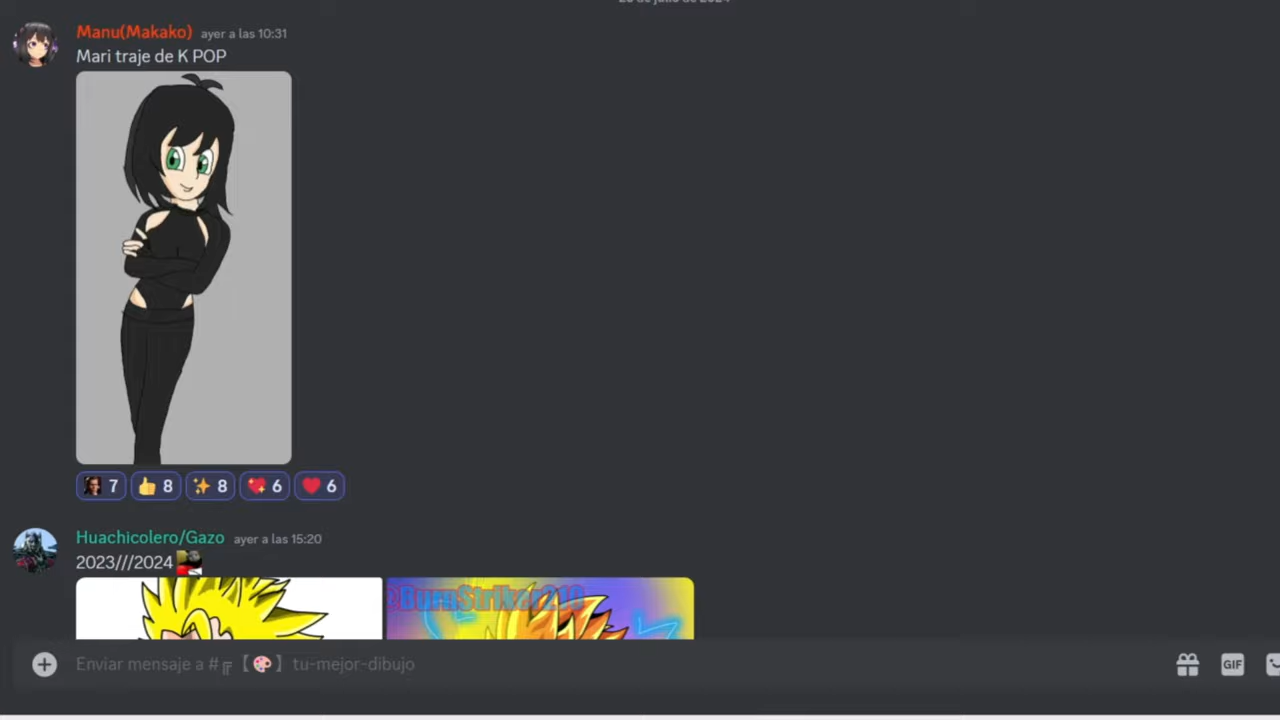 Manu(Makako) ayer a las 10:31
Mari traje de K POP
7 8 8 6 6
Huachicolero/Gazo ayer a las 15:20
2023///2024
Enviar mensaje a #╔【🎨】tu-mejor-dibujo
GIF